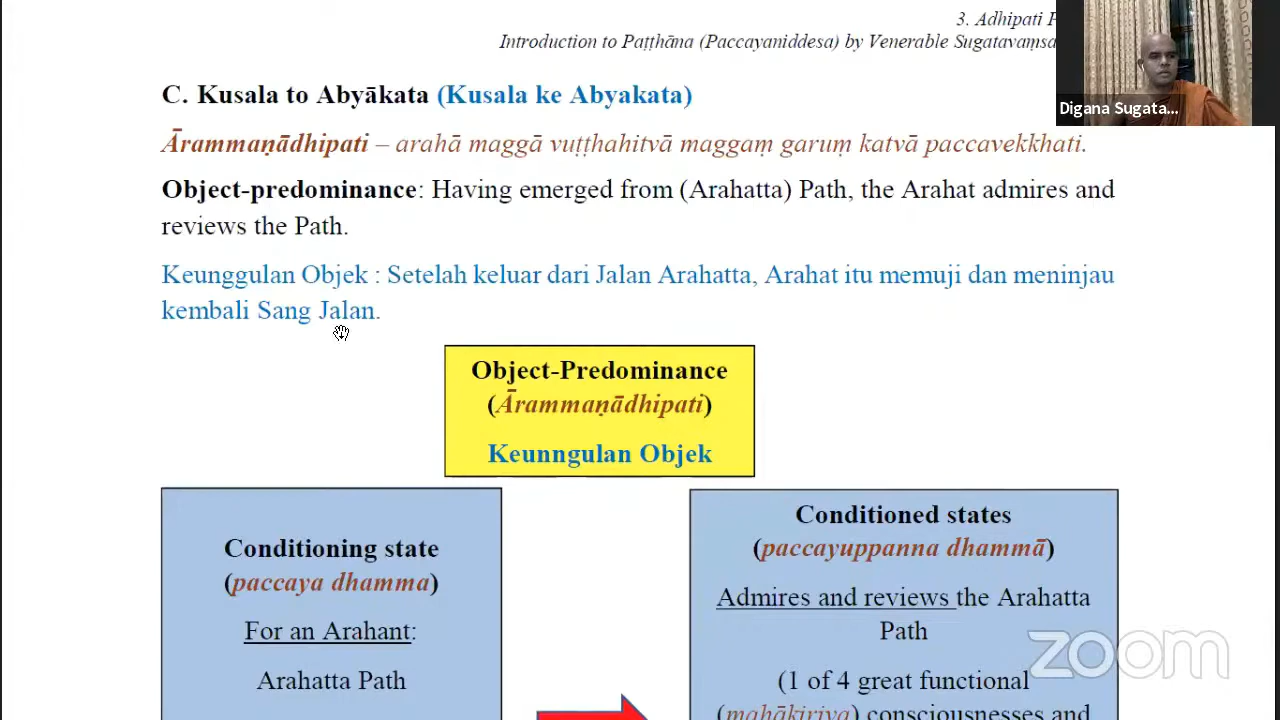 3. Adhipati P
Introduction to Paṭṭhāna (Paccayaniddesa) by Venerable Sugatavaṃsa
Digana Sugata...
C. Kusala to Abyākata (Kusala ke Abyakata)
Ārammaṇādhipati – arahā maggā vuṭṭhahitvā maggaṃ garuṃ katvā paccavekkhati.
Object-predominance: Having emerged from (Arahatta) Path, the Arahat admires and
reviews the Path.
Keunggulan Objek : Setelah keluar dari Jalan Arahatta, Arahat itu memuji dan meninjau
kembali Sang Jalan.
Object-Predominance
(Ārammaṇādhipati)
Keunngulan Objek
Conditioning state
(paccaya dhamma)
For an Arahant:
Arahatta Path
Conditioned states
(paccayuppanna dhammā)
Admires and reviews the Arahatta
Path
(1 of 4 great functional
(mahākiriya) consciousnesses and
zoom